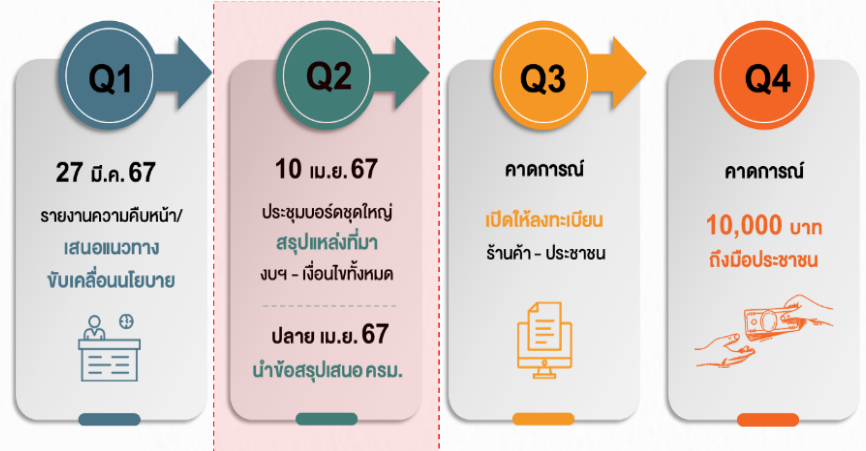 Q1
27 มี.ค. 67
รายงานความคืบหน้า/
เสนอแนวทาง
ขับเคลื่อนนโยบาย
Q2
10 เม.ย. 67
ประชุมบอร์ดชุดใหญ่
สรุปแหล่งที่มา
งบฯ - เงื่อนไขทั้งหมด
ปลาย เม.ย. 67
นำข้อสรุปเสนอ ครม.
Q3
คาดการณ์
เปิดให้ลงทะเบียน
ร้านค้า - ประชาชน
Q4
คาดการณ์
10,000 บาท
ถึงมือประชาชน